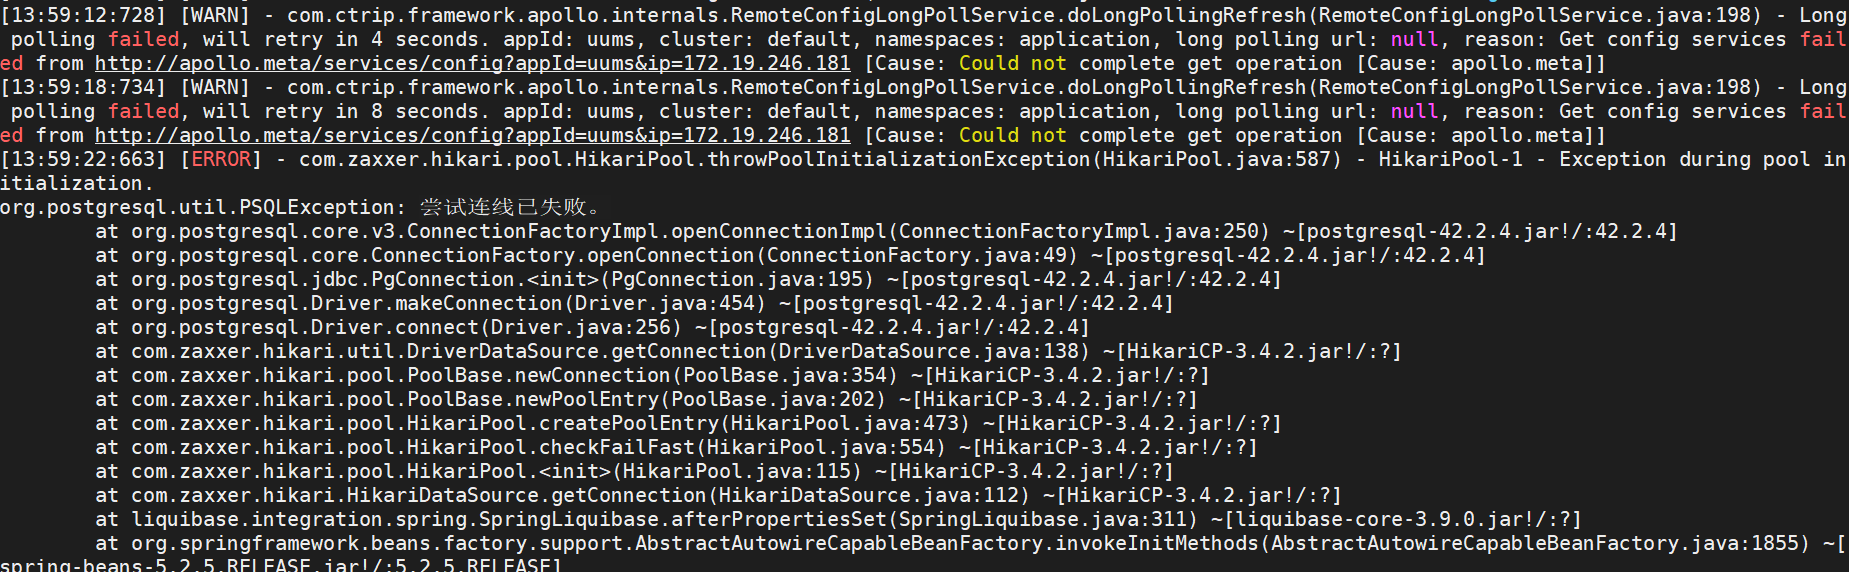 [13:59:12:728] [WARN] - com.ctrip.framework.apollo.internals.RemoteConfigLongPollService.doLongPollingRefresh(RemoteConfigLongPollService.java:198) - Long
polling failed, will retry in 4 seconds. appId: uums, cluster: default, namespaces: application, long polling url: null, reason: Get config services fail
ed from http://apollo.meta/services/config?appId=uums&ip=172.19.246.181 [Cause: Could not complete get operation [Cause: apollo.meta]]
[13:59:18:734] [WARN] - com.ctrip.framework.apollo.internals.RemoteConfigLongPollService.doLongPollingRefresh(RemoteConfigLongPollService.java:198) - Long
polling failed, will retry in 8 seconds. appId: uums, cluster: default, namespaces: application, long polling url: null, reason: Get config services fail
ed from http://apollo.meta/services/config?appId=uums&ip=172.19.246.181 [Cause: Could not complete get operation [Cause: apollo.meta]]
[13:59:22:663] [ERROR] - com.zaxxer.hikari.pool.HikariPool.throwPoolInitializationException(HikariPool.java:587) - HikariPool-1 - Exception during pool in
itialization.
org.postgresql.util.PSQLException: 尝试连线已失败。
at org.postgresql.core.v3.ConnectionFactoryImpl.openConnectionImpl(ConnectionFactoryImpl.java:250) ~[postgresql-42.2.4.jar!/:42.2.4]
at org.postgresql.core.ConnectionFactory.openConnection(ConnectionFactory.java:49) ~[postgresql-42.2.4.jar!/:42.2.4]
at org.postgresql.jdbc.PgConnection.<init>(PgConnection.java:195) ~[postgresql-42.2.4.jar!/:42.2.4]
at org.postgresql.Driver.makeConnection(Driver.java:454) ~[postgresql-42.2.4.jar!/:42.2.4]
at org.postgresql.Driver.connect(Driver.java:256) ~[postgresql-42.2.4.jar!/:42.2.4]
at com.zaxxer.hikari.util.DriverDataSource.getConnection(DriverDataSource.java:138) ~[HikariCP-3.4.2.jar!/:?]
at com.zaxxer.hikari.pool.PoolBase.newConnection(PoolBase.java:354) ~[HikariCP-3.4.2.jar!/:?]
at com.zaxxer.hikari.pool.PoolBase.newPoolEntry(PoolBase.java:202) ~[HikariCP-3.4.2.jar!/:?]
at com.zaxxer.hikari.pool.HikariPool.createPoolEntry(HikariPool.java:473) ~[HikariCP-3.4.2.jar!/:?]
at com.zaxxer.hikari.pool.HikariPool.checkFailFast(HikariPool.java:554) ~[HikariCP-3.4.2.jar!/:?]
at com.zaxxer.hikari.pool.HikariPool.<init>(HikariPool.java:115) ~[HikariCP-3.4.2.jar!/:?]
at com.zaxxer.hikari.HikariDataSource.getConnection(HikariDataSource.java:112) ~[HikariCP-3.4.2.jar!/:?]
at liquibase.integration.spring.SpringLiquibase.afterPropertiesSet(SpringLiquibase.java:311) ~[liquibase-core-3.9.0.jar!/:?]
at org.springframework.beans.factory.support.AbstractAutowireCapableBeanFactory.invokeInitMethods(AbstractAutowireCapableBeanFactory.java:1855) ~[
spring-beans-5.2.5.RELEASE.jar!/:5.2.5.RELEASE]